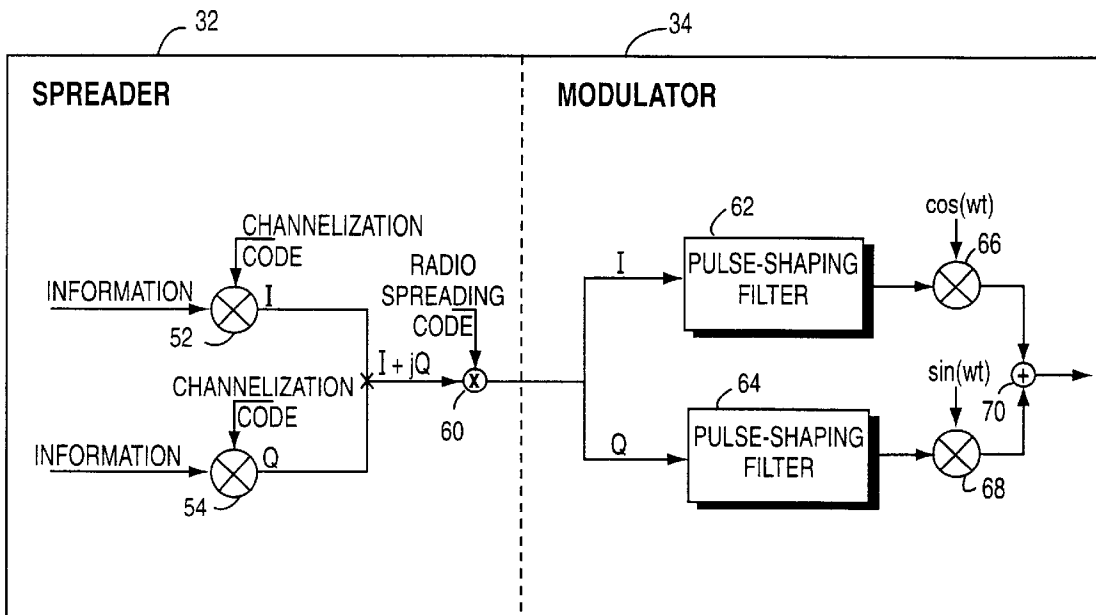 32
34
SPREADER
MODULATOR
CHANNELIZATION
CODE
INFORMATION
I
52
RADIO
SPREADING
CODE
I + jQ
60
CHANNELIZATION
CODE
INFORMATION
Q
54
I
62
PULSE-SHAPING
FILTER
cos(wt)
66
Q
64
PULSE-SHAPING
FILTER
sin(wt)
68
70